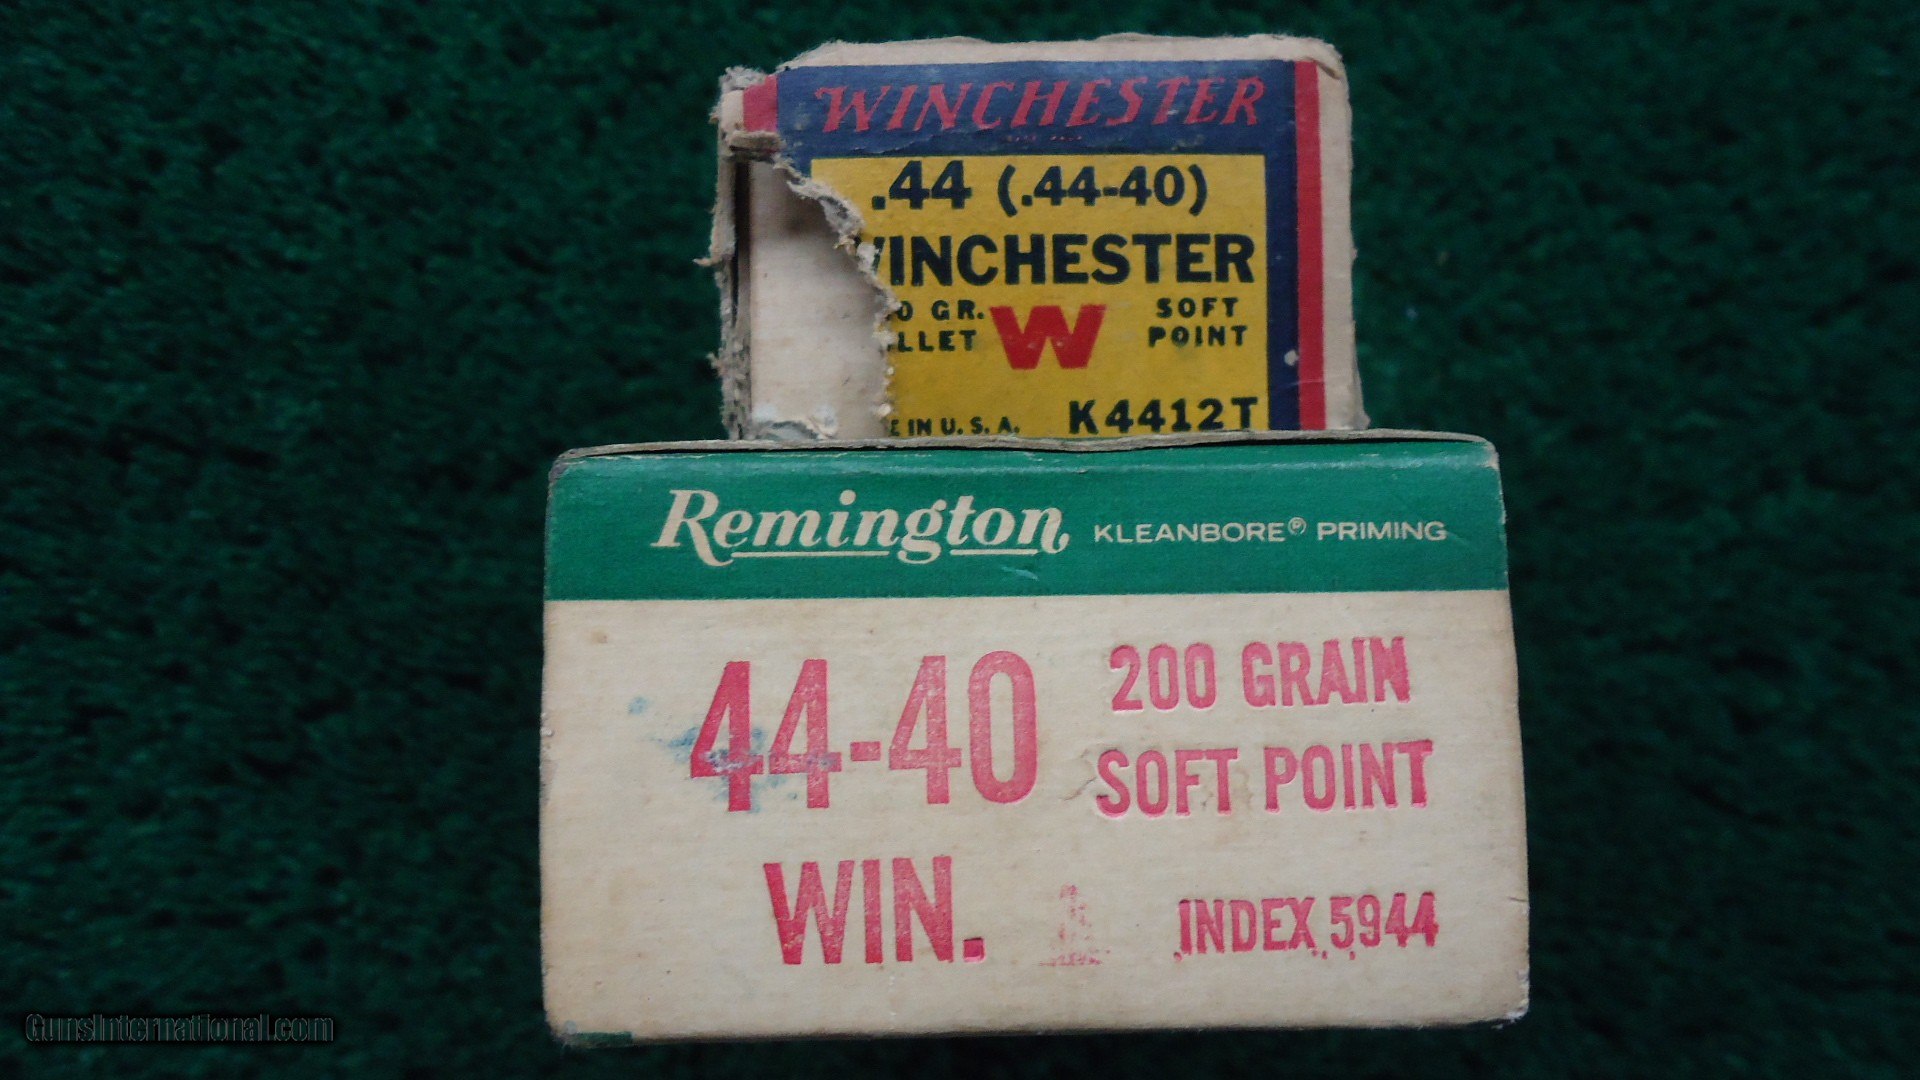 WINCHESTER
.44 (.44-40)
WINCHESTER
0 GR. W SOFT
LLET POINT
E IN U.S.A. K4412T
Remington KLEANBORE® PRIMING
44-40 200 GRAIN
SOFT POINT
WIN. INDEX 5944
GunsInternational.com